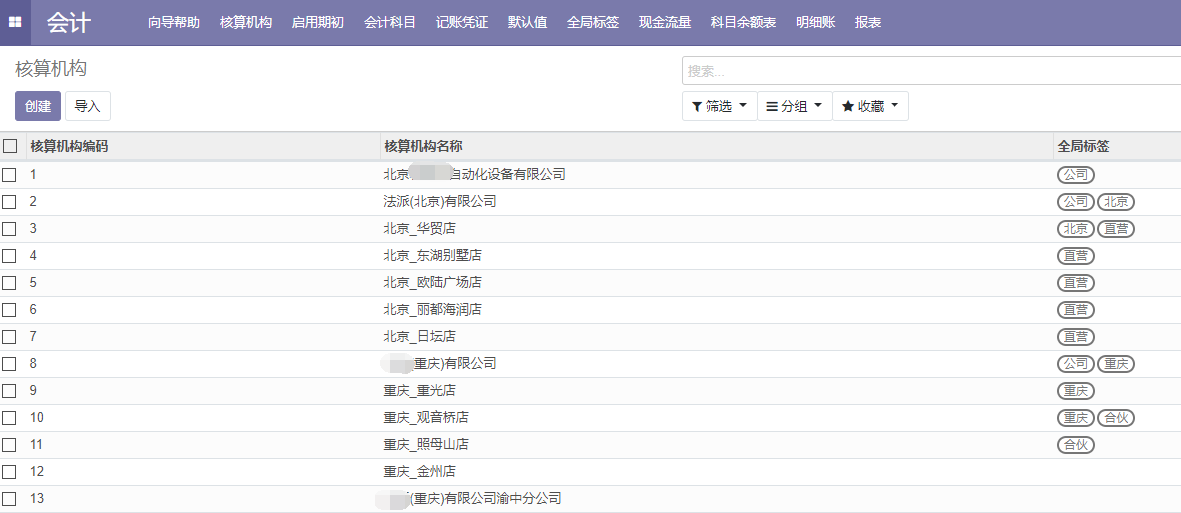 会计 向导帮助 核算机构 启用期初 会计科目 记账凭证 默认值 全局标签 现金流量 科目余额表 明细账 报表
核算机构
搜索...
创建 导入 筛选 分组 收藏
核算机构编码 核算机构名称 全局标签
1 北京 自动化设备有限公司 公司
2 法派(北京)有限公司 公司 北京
3 北京_华贸店 北京 直营
4 北京_东湖别墅店 直营
5 北京_欧陆广场店 直营
6 北京_丽都海润店 直营
7 北京_日坛店 直营
8 重庆)有限公司 公司 重庆
9 重庆_重光店 重庆
10 重庆_观音桥店 重庆 合伙
11 重庆_照母山店 合伙
12 重庆_金州店
13 (重庆)有限公司渝中分公司